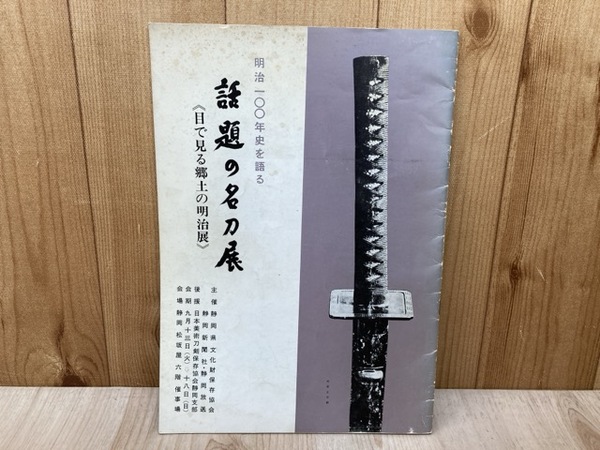 明治一〇〇年史を語る
話題の名刀展
《目で見る郷土の明治展》
主催 静岡県文化財保存協会
静岡新聞社・静岡放送
後援 日本美術刀剣保存協会静岡支部
会期 九月十三日(火)〇十八日(日)
会場 静岡松坂屋六階催事場